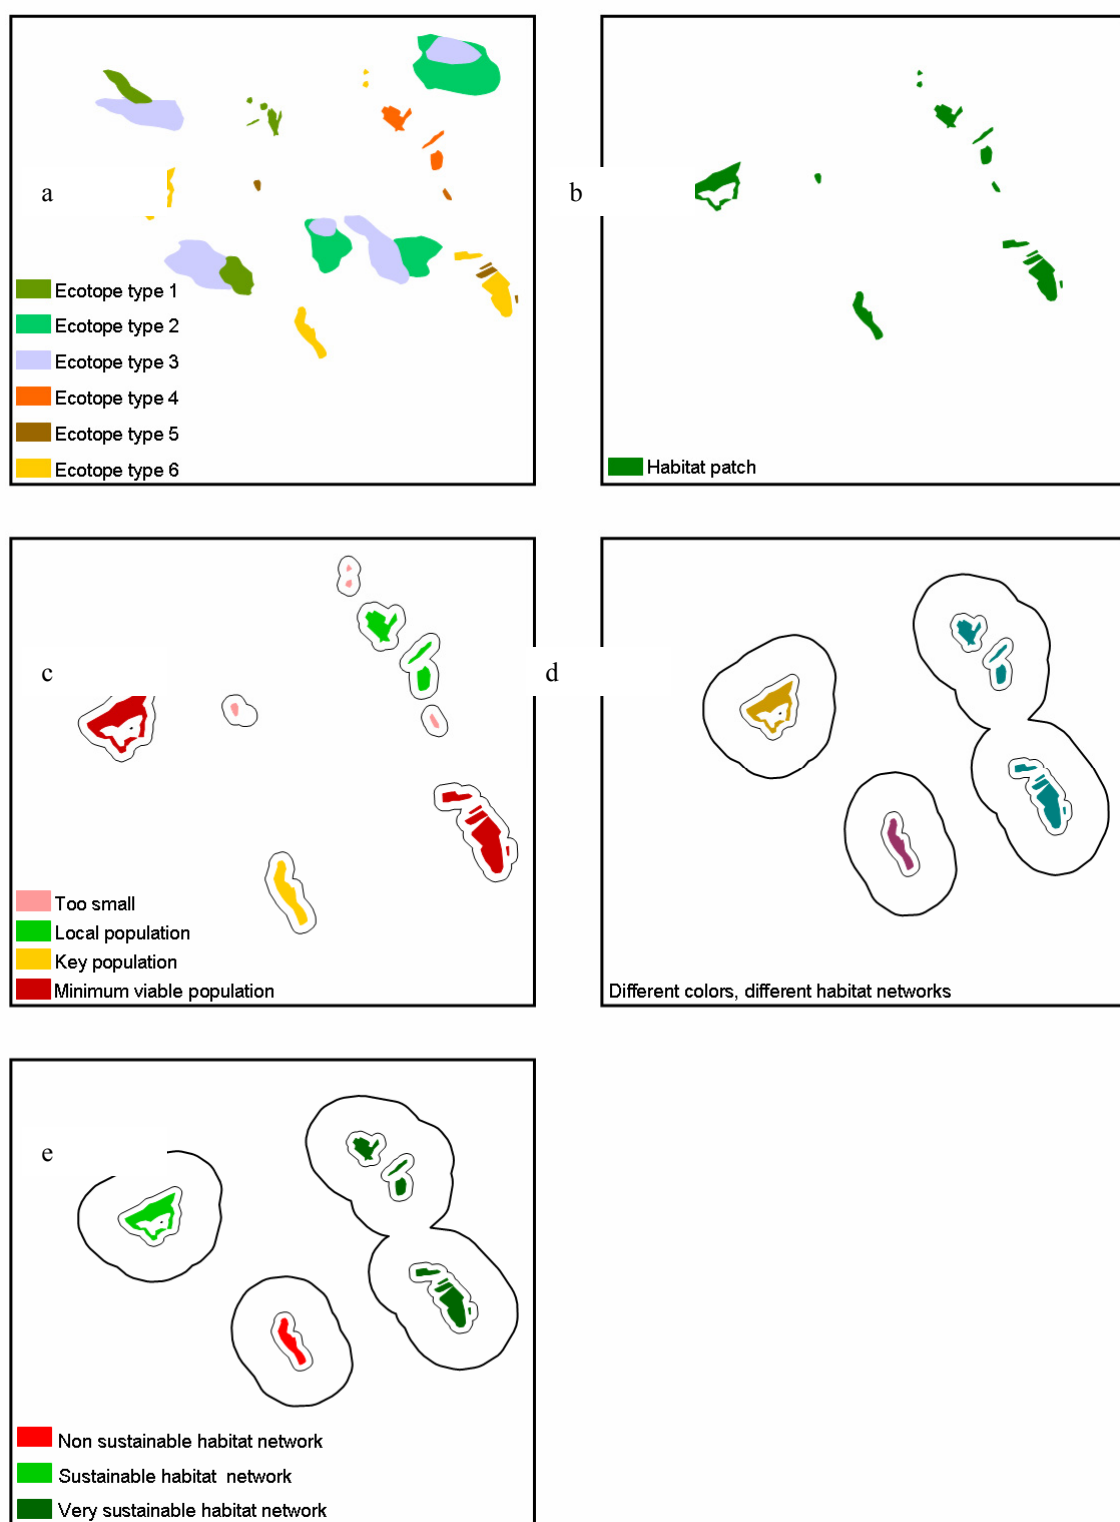 a
Ecotope type 1
Ecotope type 2
Ecotope type 3
Ecotope type 4
Ecotope type 5
Ecotope type 6
b
Habitat patch
c
Too small
Local population
Key population
Minimum viable population
d
Different colors, different habitat networks
e
Non sustainable habitat network
Sustainable habitat network
Very sustainable habitat network